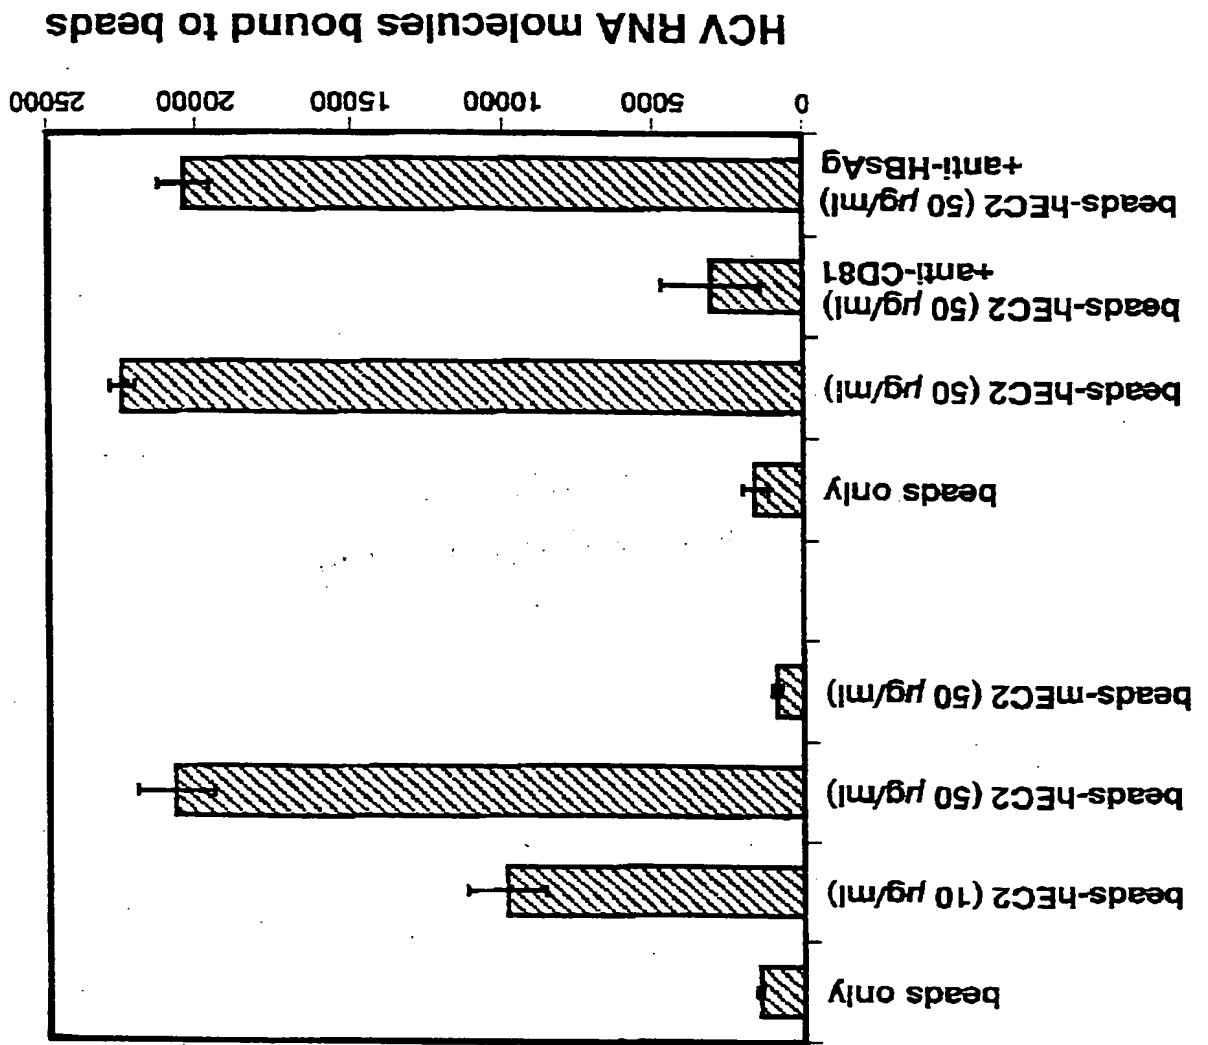 beads only
beads-hEC2 (10 µg/ml)
beads-hEC2 (50 µg/ml)
beads-mEC2 (50 µg/ml)
beads only
beads-hEC2 (50 µg/ml)
beads-hEC2 (50 µg/ml)
+anti-CD81
beads-hEC2 (50 µg/ml)
+anti-HBsAg
0 5000 10000 15000 20000 25000
HCV RNA molecules bound to beads